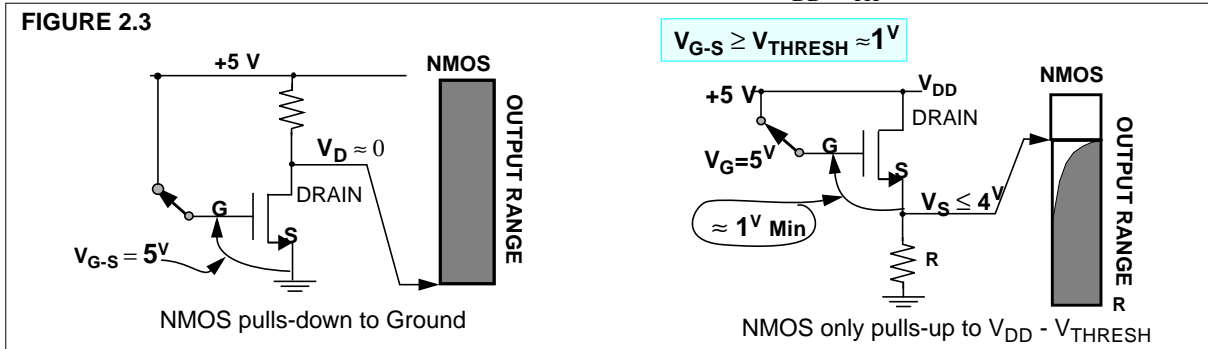 DD
FIGURE 2.3
+5 V
NMOS
OUTPUT RANGE
V_D ≈ 0
DRAIN
G
S
V_G-S = 5^V
NMOS pulls-down to Ground
V_G-S ≥ V_THRESH ≈1^V
NMOS
+5 V
V_DD
DRAIN
V_G=5^V
G
S
V_S ≤ 4^V
≈ 1^V Min
R
OUTPUT RANGE
R
NMOS only pulls-up to V_DD - V_THRESH